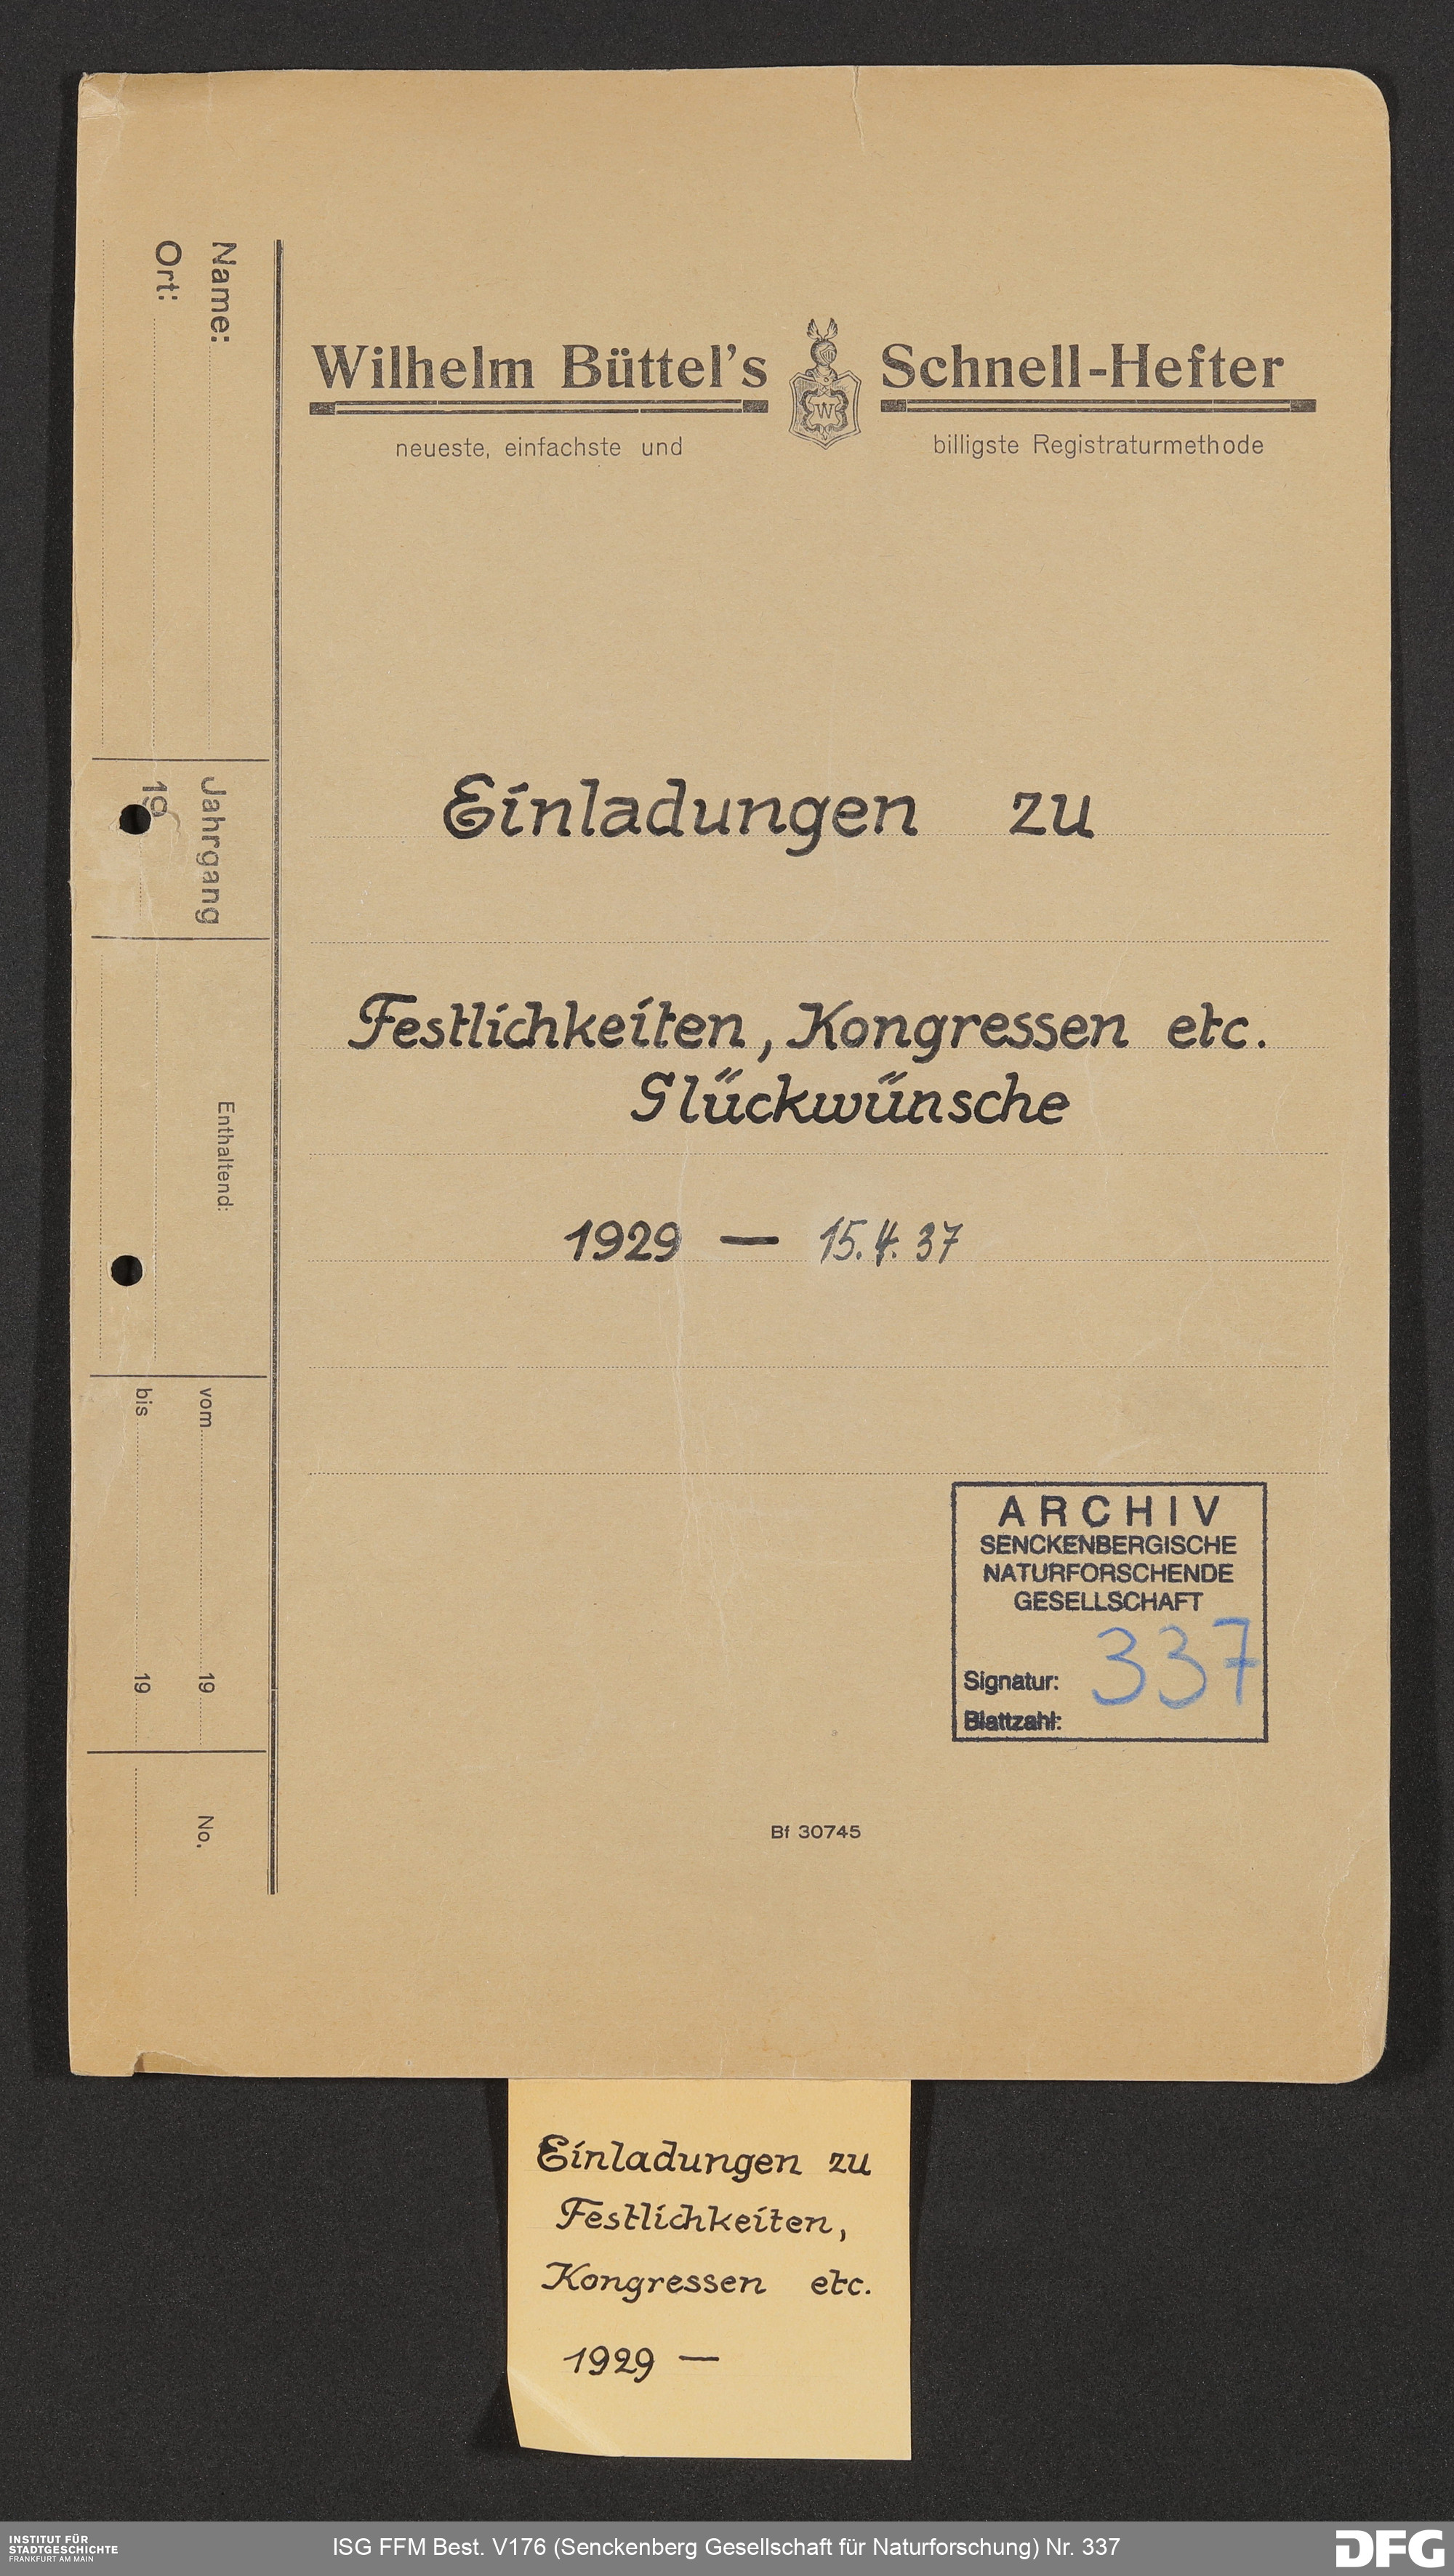 Wilhelm Büttel's Schnell-Hefter
W
neueste, einfachste und billigste Registraturmethode
Name:
Ort:
Jahrgang
19
Enthaltend:
vom 19
bis 19
No.
Einladungen zu
Festlichkeiten, Kongressen etc.
Glückwünsche
1929 — 15.4.37
ARCHIV
SENCKENBERGISCHE
NATURFORSCHENDE
GESELLSCHAFT
Signatur: 337
Blattzahl:
Bf 30745
Einladungen zu
Festlichkeiten,
Kongressen etc.
1929 —
INSTITUT FÜR
STADTGESCHICHTE
FRANKFURT AM MAIN
ISG FFM Best. V176 (Senckenberg Gesellschaft für Naturforschung) Nr. 337
DFG